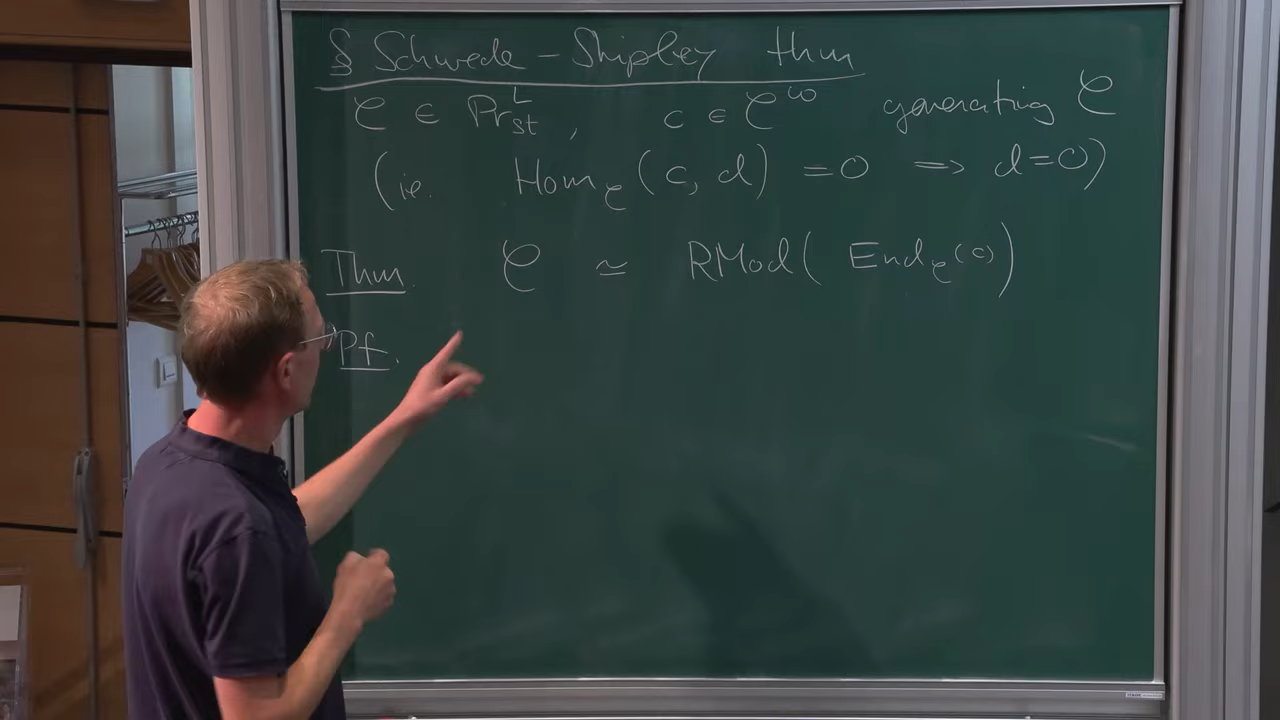 § Schwede - Shipley thm
𝒞 ∈ Pr^L_st , c ∈ 𝒞^ω generating 𝒞
(ie. Hom_𝒞 (c, d) = 0 ⟹ d=0)
Thm. 𝒞 ≃ RMod( End_𝒞(c) )
Pf.